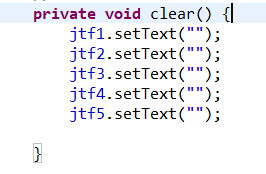 private void clear() {
jtf1.setText("");
jtf2.setText("");
jtf3.setText("");
jtf4.setText("");
jtf5.setText("");
}